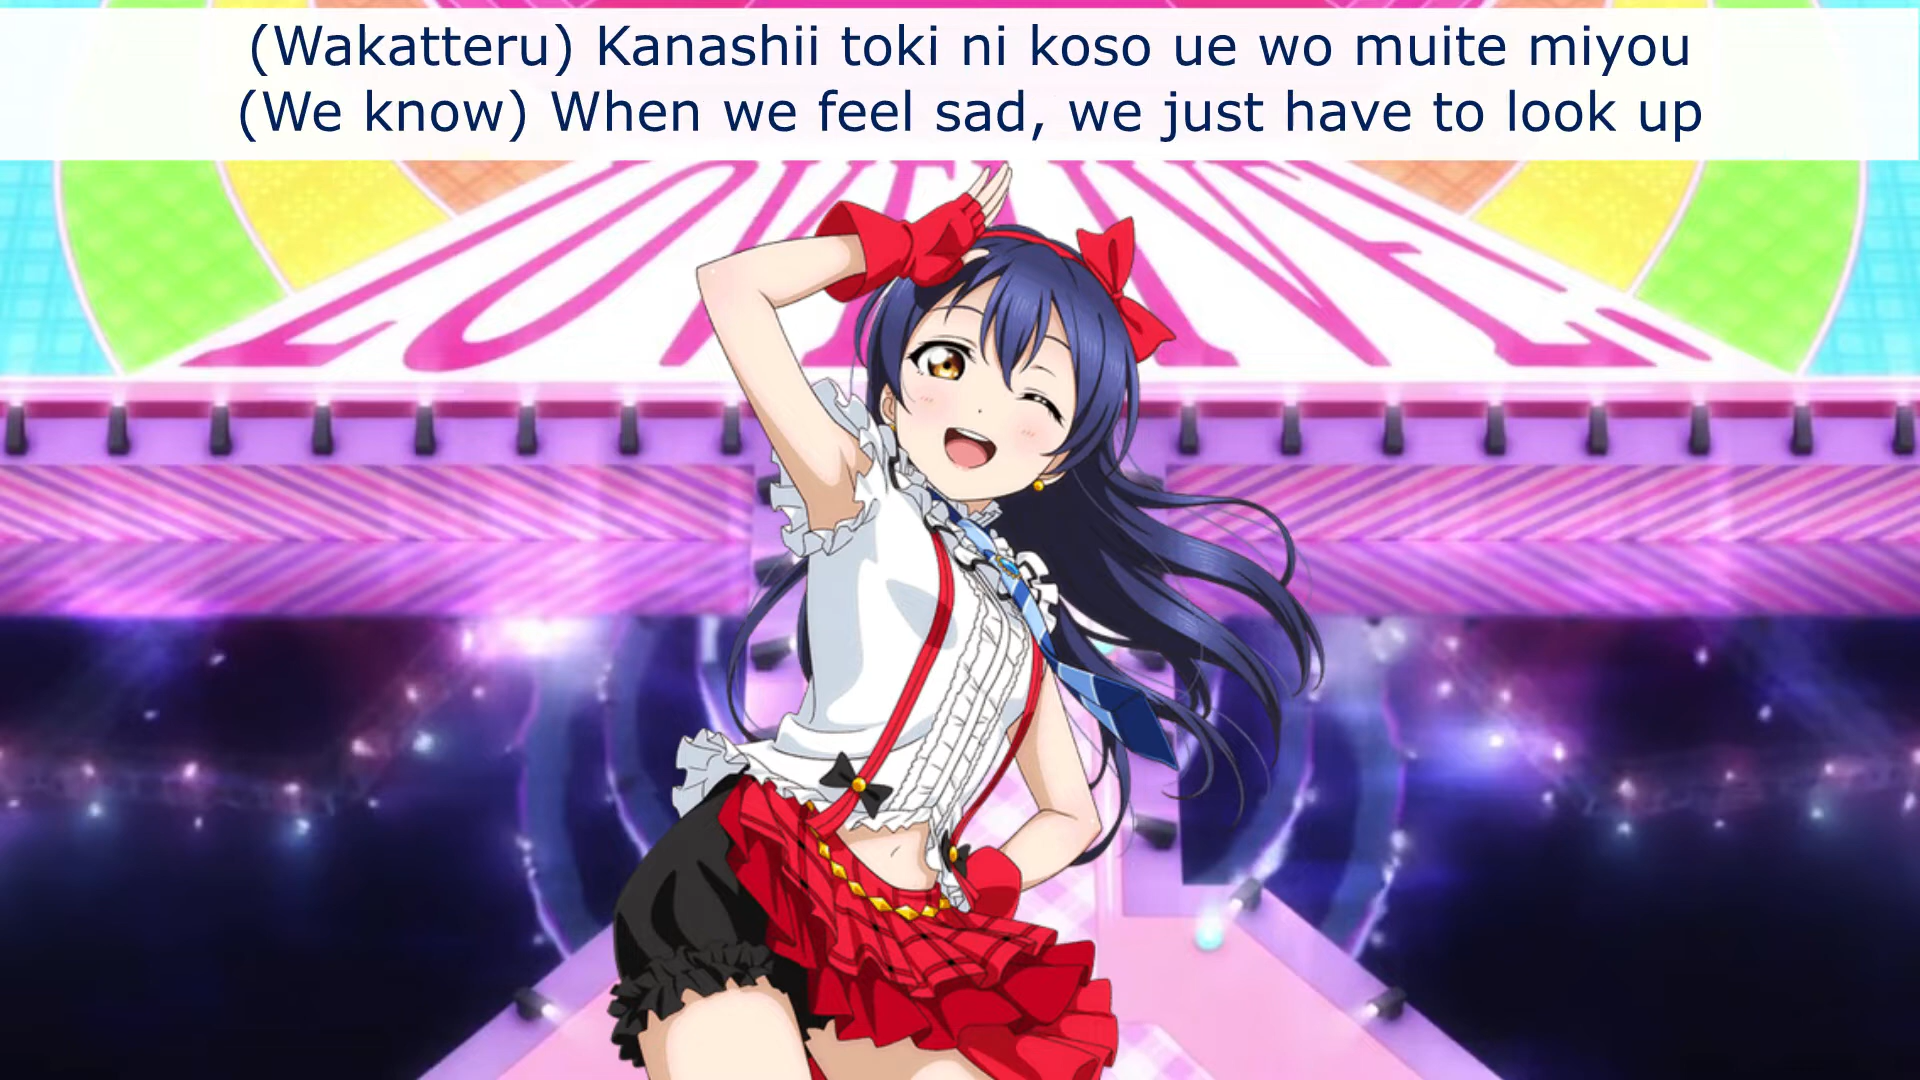 (Wakatteru) Kanashii toki ni koso ue wo muite miyou
(We know) When we feel sad, we just have to look up
LOVELIVE!